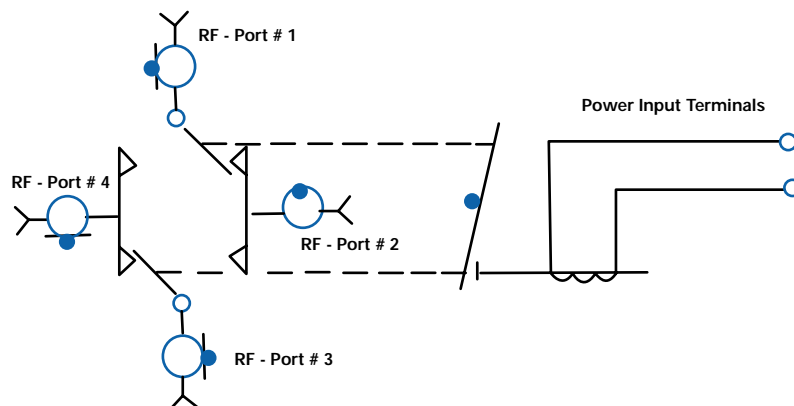 RF - Port # 1
Power Input Terminals
RF - Port # 4
RF - Port # 2
RF - Port # 3